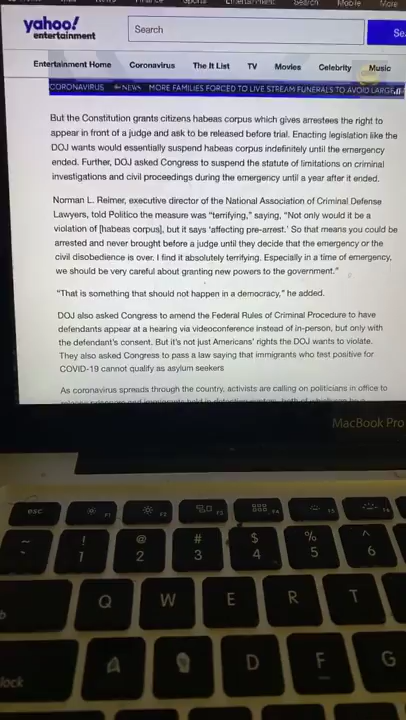 Finance Sports Entertainment Search Mobile More
yahoo!
entertainment
Search
Se
Entertainment Home Coronavirus The It List TV Movies Celebrity Music
CORONAVIRUS NEWS MORE FAMILIES FORCED TO LIVE STREAM FUNERALS TO AVOID LARGE
But the Constitution grants citizens habeas corpus which gives arrestees the right to
appear in front of a judge and ask to be released before trial. Enacting legislation like the
DOJ wants would essentially suspend habeas corpus indefinitely until the emergency
ended. Further, DOJ asked Congress to suspend the statute of limitations on criminal
investigations and civil proceedings during the emergency until a year after it ended.
Norman L. Reimer, executive director of the National Association of Criminal Defense
Lawyers, told Politico the measure was “terrifying,” saying, “Not only would it be a
violation of [habeas corpus], but it says ‘affecting pre-arrest.’ So that means you could be
arrested and never brought before a judge until they decide that the emergency or the
civil disobedience is over. I find it absolutely terrifying. Especially in a time of emergency,
we should be very careful about granting new powers to the government.”
“That is something that should not happen in a democracy,” he added.
DOJ also asked Congress to amend the Federal Rules of Criminal Procedure to have
defendants appear at a hearing via videoconference instead of in-person, but only with
the defendant's consent. But it's not just Americans' rights the DOJ wants to violate.
They also asked Congress to pass a law saying that immigrants who test positive for
COVID-19 cannot qualify as asylum seekers
As coronavirus spreads through the country, activists are calling on politicians in office to
MacBook Pro
esc F1 F2 F3 F4 F5 F6
~ ! @ # $ % ^
` 1 2 3 4 5 6
b Q W E R T
lock A D F G